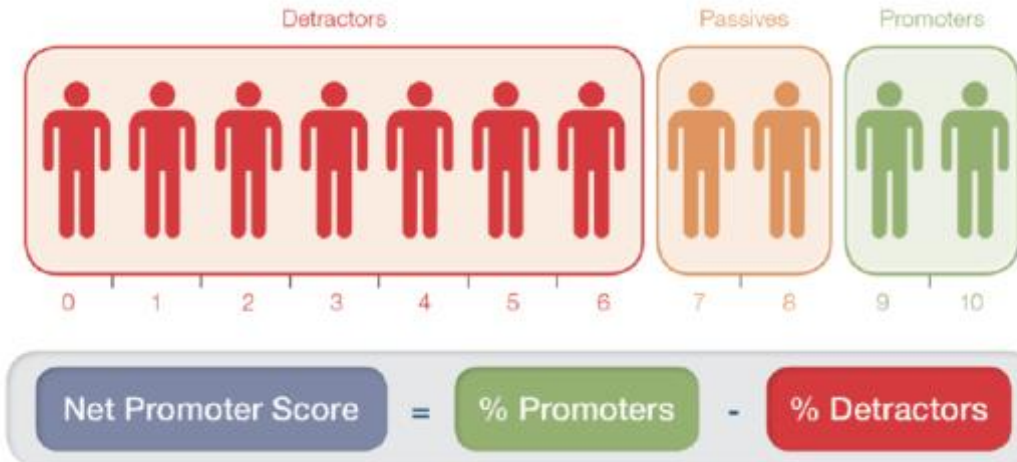 Detractors Passives Promoters
0 1 2 3 4 5 6 7 8 9 10
Net Promoter Score = % Promoters - % Detractors